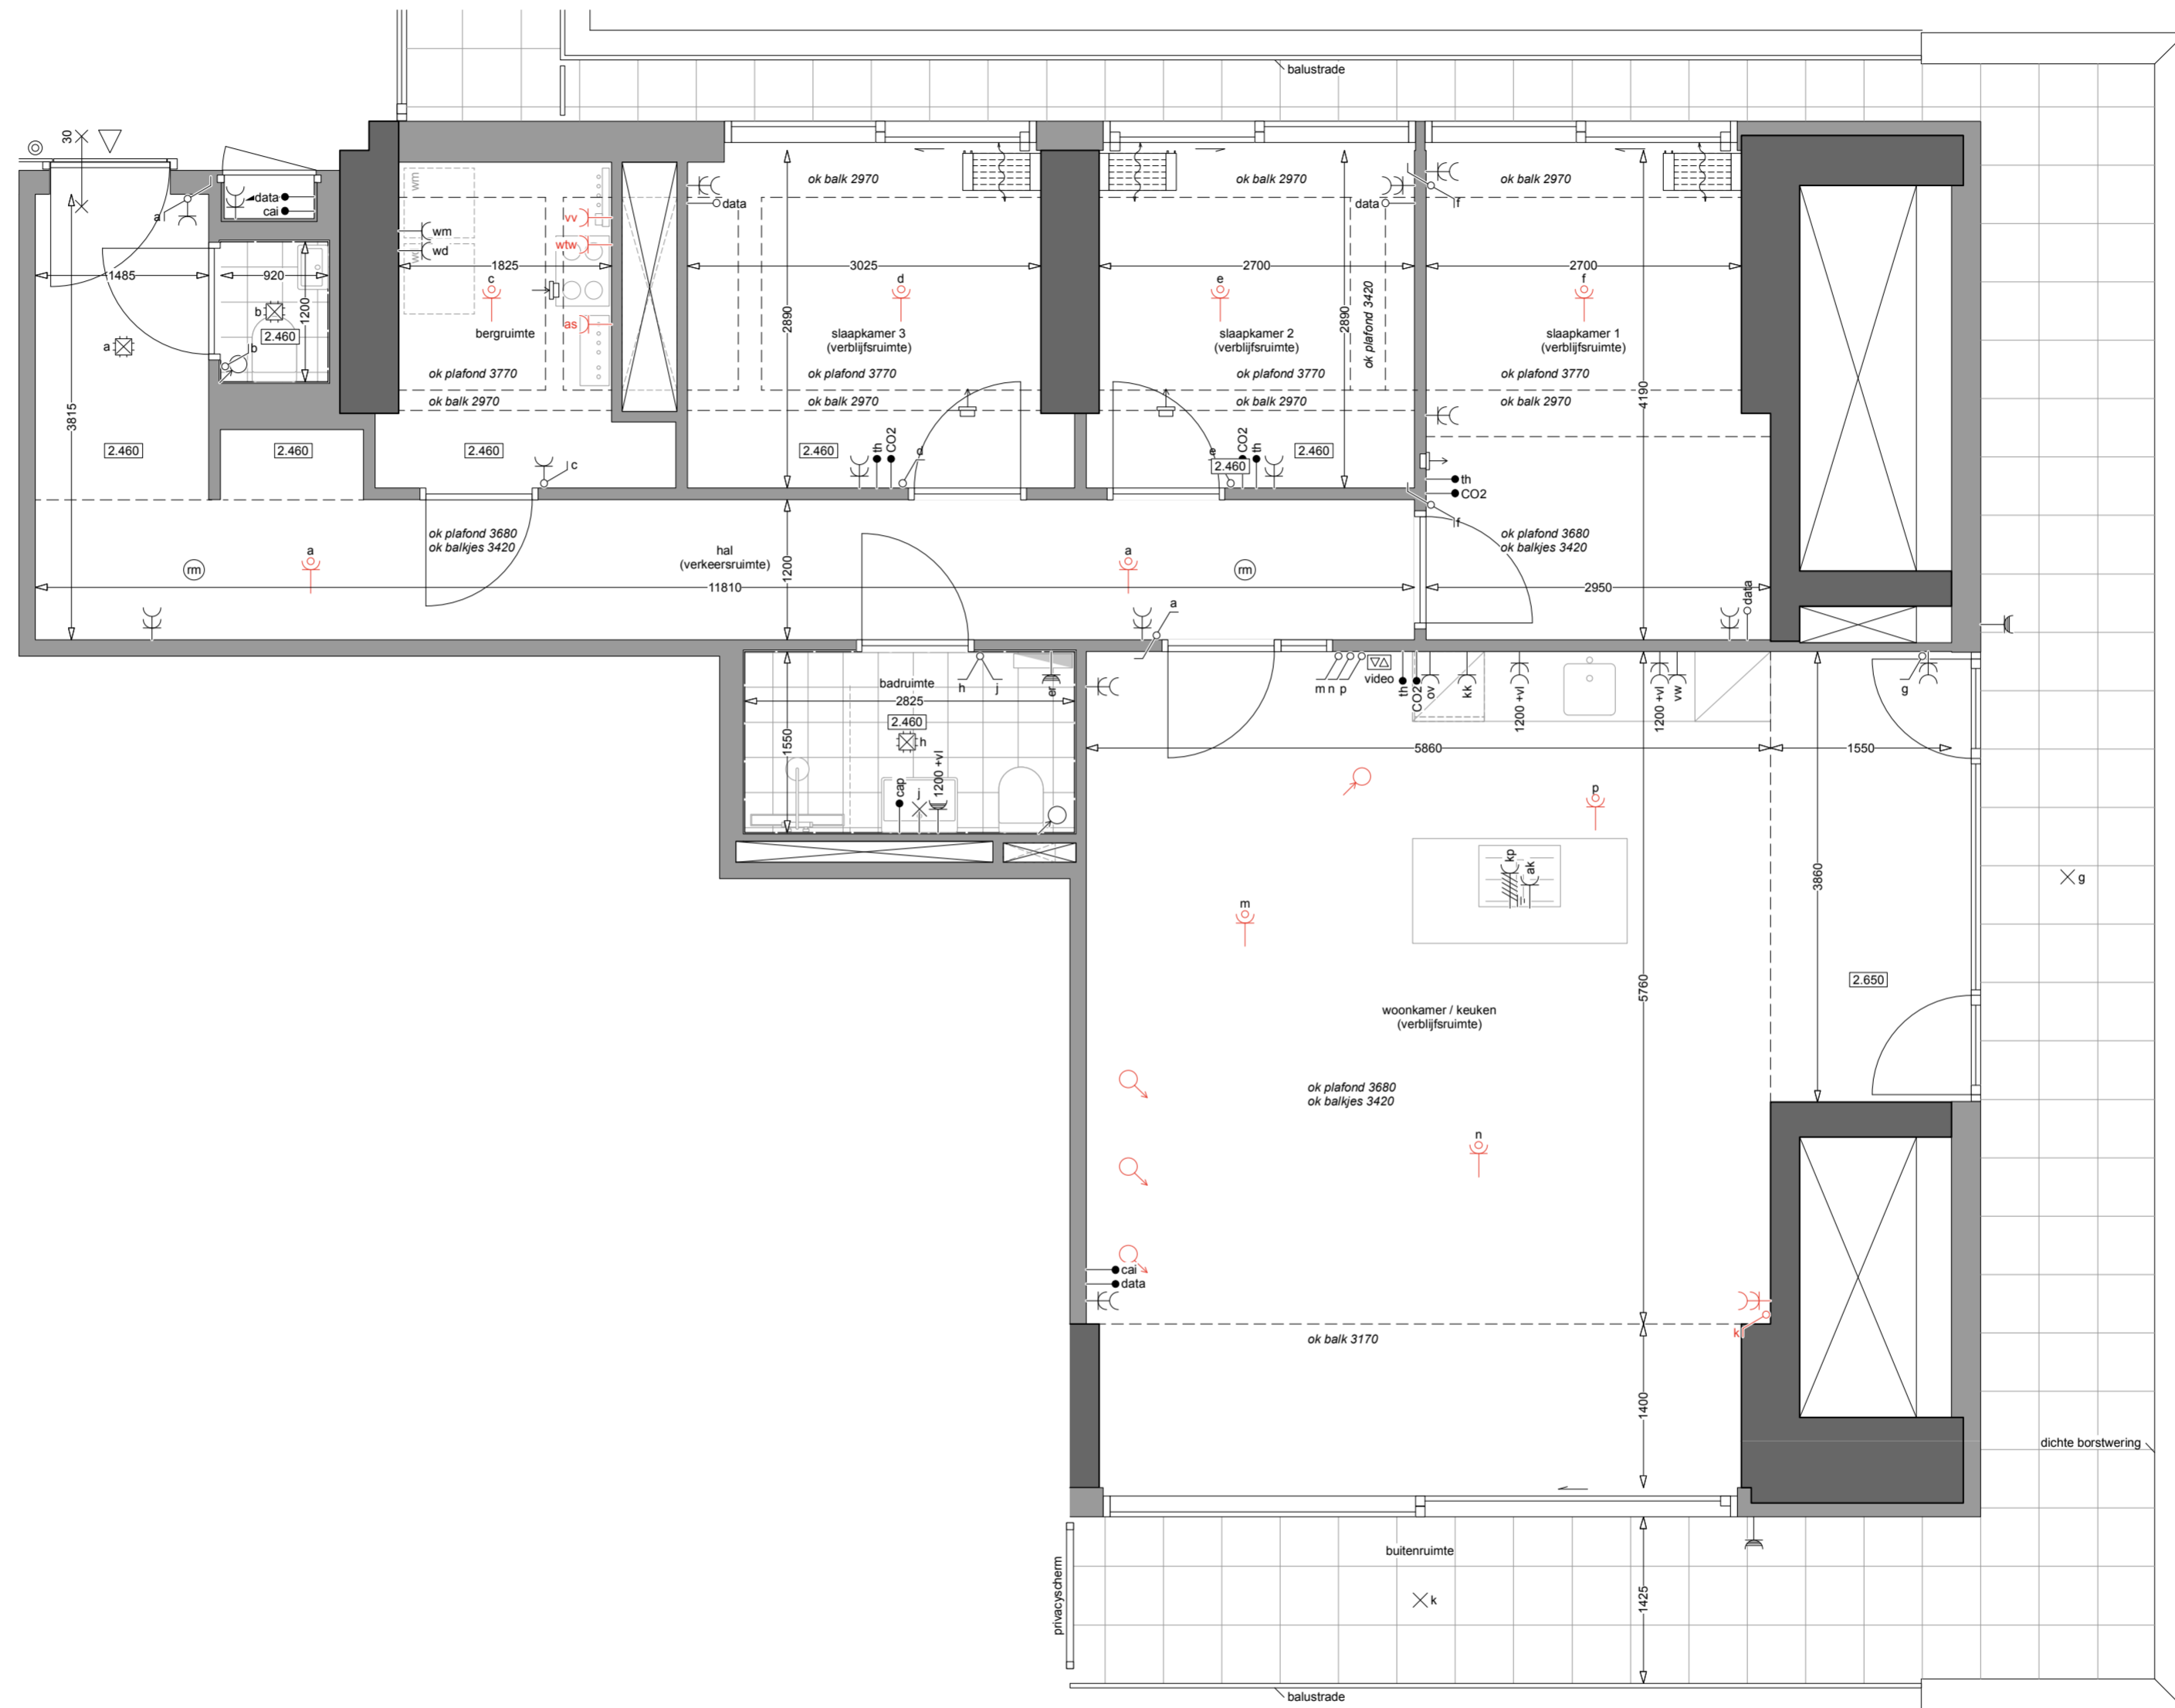 balustrade
30
data
cai
a
wm
wm
wd
wd
vv
wtw
as
data
data
ok balk 2970
ok balk 2970
ok balk 2970
f
1485
920
1200
1825
3025
2700
2700
c
d
e
f
b
2.460
a
b
bergruimte
slaapkamer 3
(verblijfsruimte)
slaapkamer 2
(verblijfsruimte)
slaapkamer 1
(verblijfsruimte)
2890
2890
ok plafond 3420
ok plafond 3770
ok plafond 3770
ok plafond 3770
ok plafond 3770
ok balk 2970
ok balk 2970
ok balk 2970
ok balk 2970
3815
4190
2.460
2.460
2.460
2.460
2.460
2.460
c
th
CO2
d
e
CO2
th
th
CO2
f
ok plafond 3680
ok balkjes 3420
hal
(verkeersruimte)
ok plafond 3680
ok balkjes 3420
a
a
rm
rm
11810
1200
2950
data
a
badruimte
2825
2.460
h
1550
h
j
er
cap
j
1200 +vl
m n p
video
th
CO2
ov
kk
1200 +vl
1200 +vl
vw
g
5860
1550
p
kp
ak
m
3860
g
5760
2.650
woonkamer / keuken
(verblijfsruimte)
ok plafond 3680
ok balkjes 3420
n
cai
data
k
ok balk 3170
1400
dichte borstwering
buitenruimte
privacyscherm
k
1425
balustrade